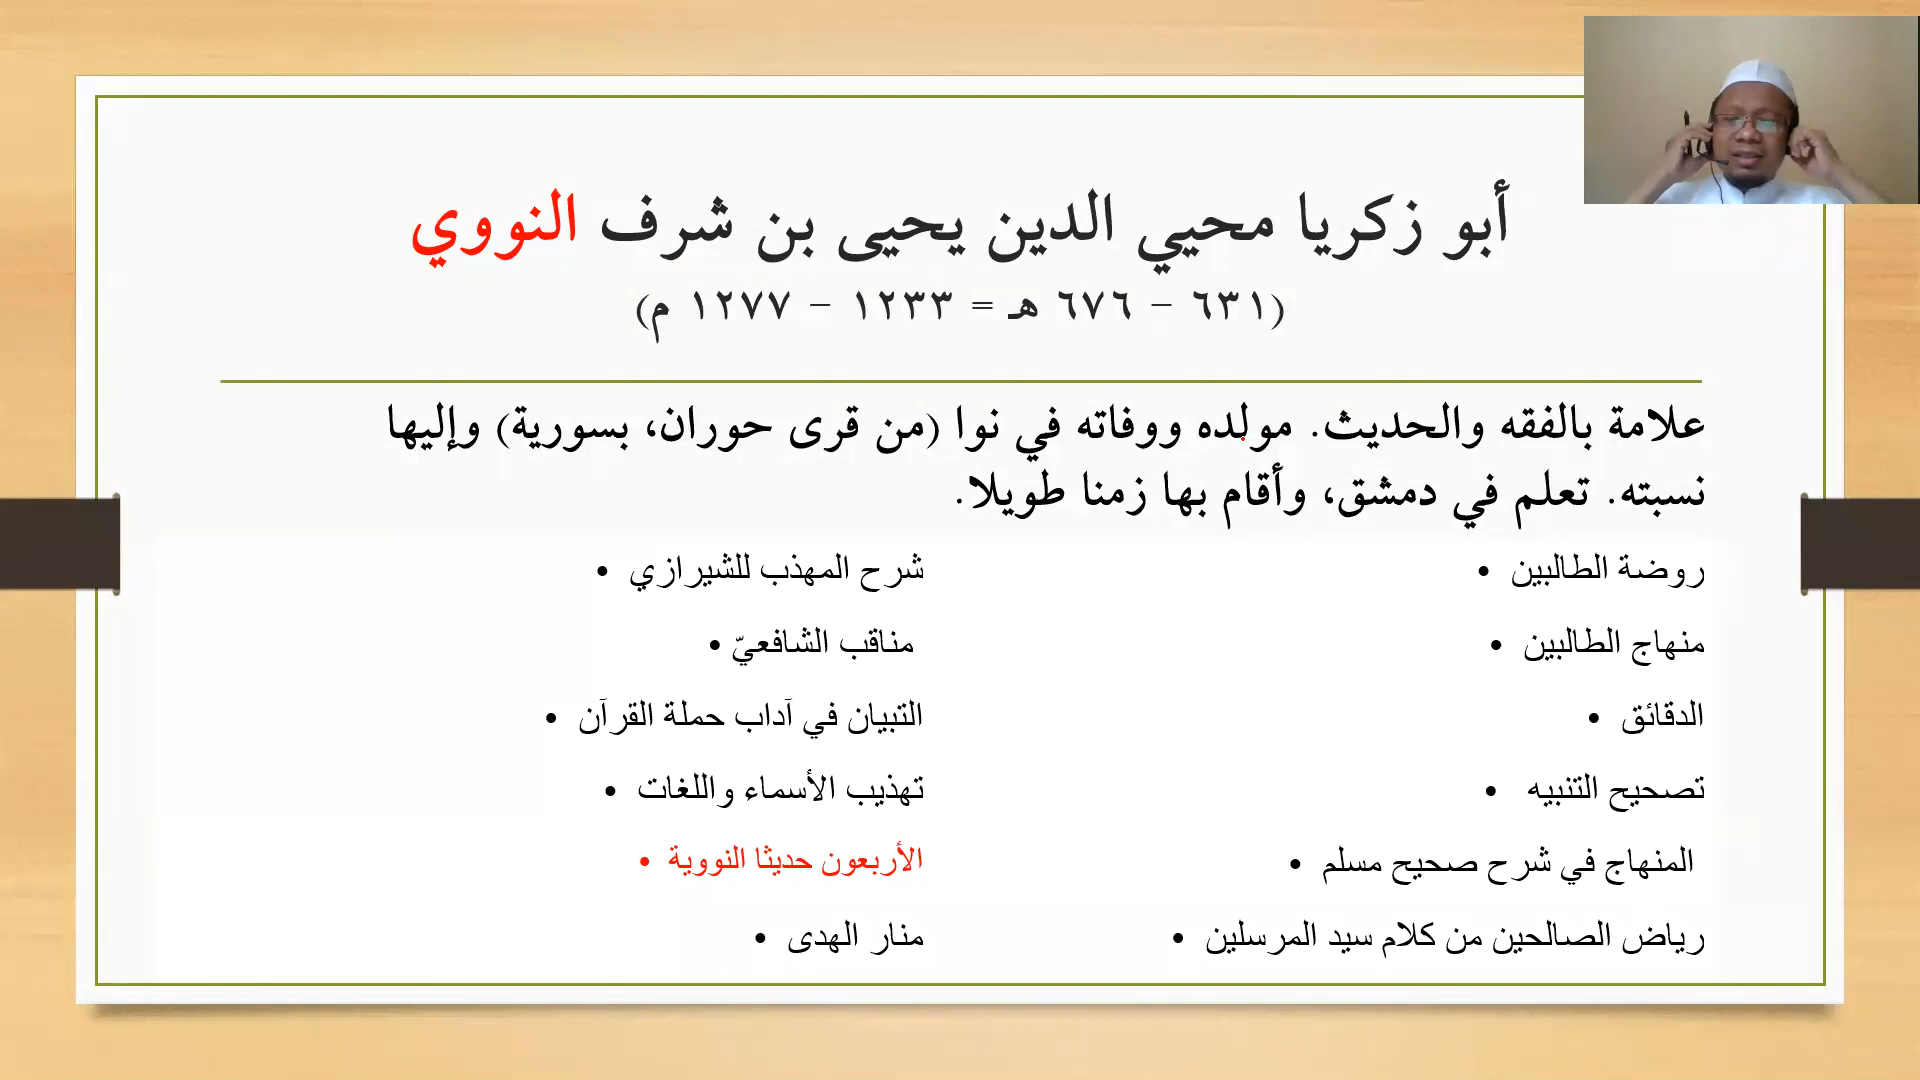 أبو زكريا محيي الدين يحيى بن شرف النووي
(٦٣١ - ٦٧٦ هـ = ١٢٣٣ - ١٢٧٧ م)
علامة بالفقه والحديث. مولده ووفاته في نوا (من قرى حوران، بسورية) وإليها
نسبته. تعلم في دمشق، وأقام بها زمنا طويلا.
روضة الطالبين •
منهاج الطالبين •
الدقائق •
تصحيح التنبيه •
المنهاج في شرح صحيح مسلم •
رياض الصالحين من كلام سيد المرسلين •
شرح المهذب للشيرازي •
مناقب الشافعيّ •
التبيان في آداب حملة القرآن •
تهذيب الأسماء واللغات •
الأربعون حديثا النووية •
منار الهدى •